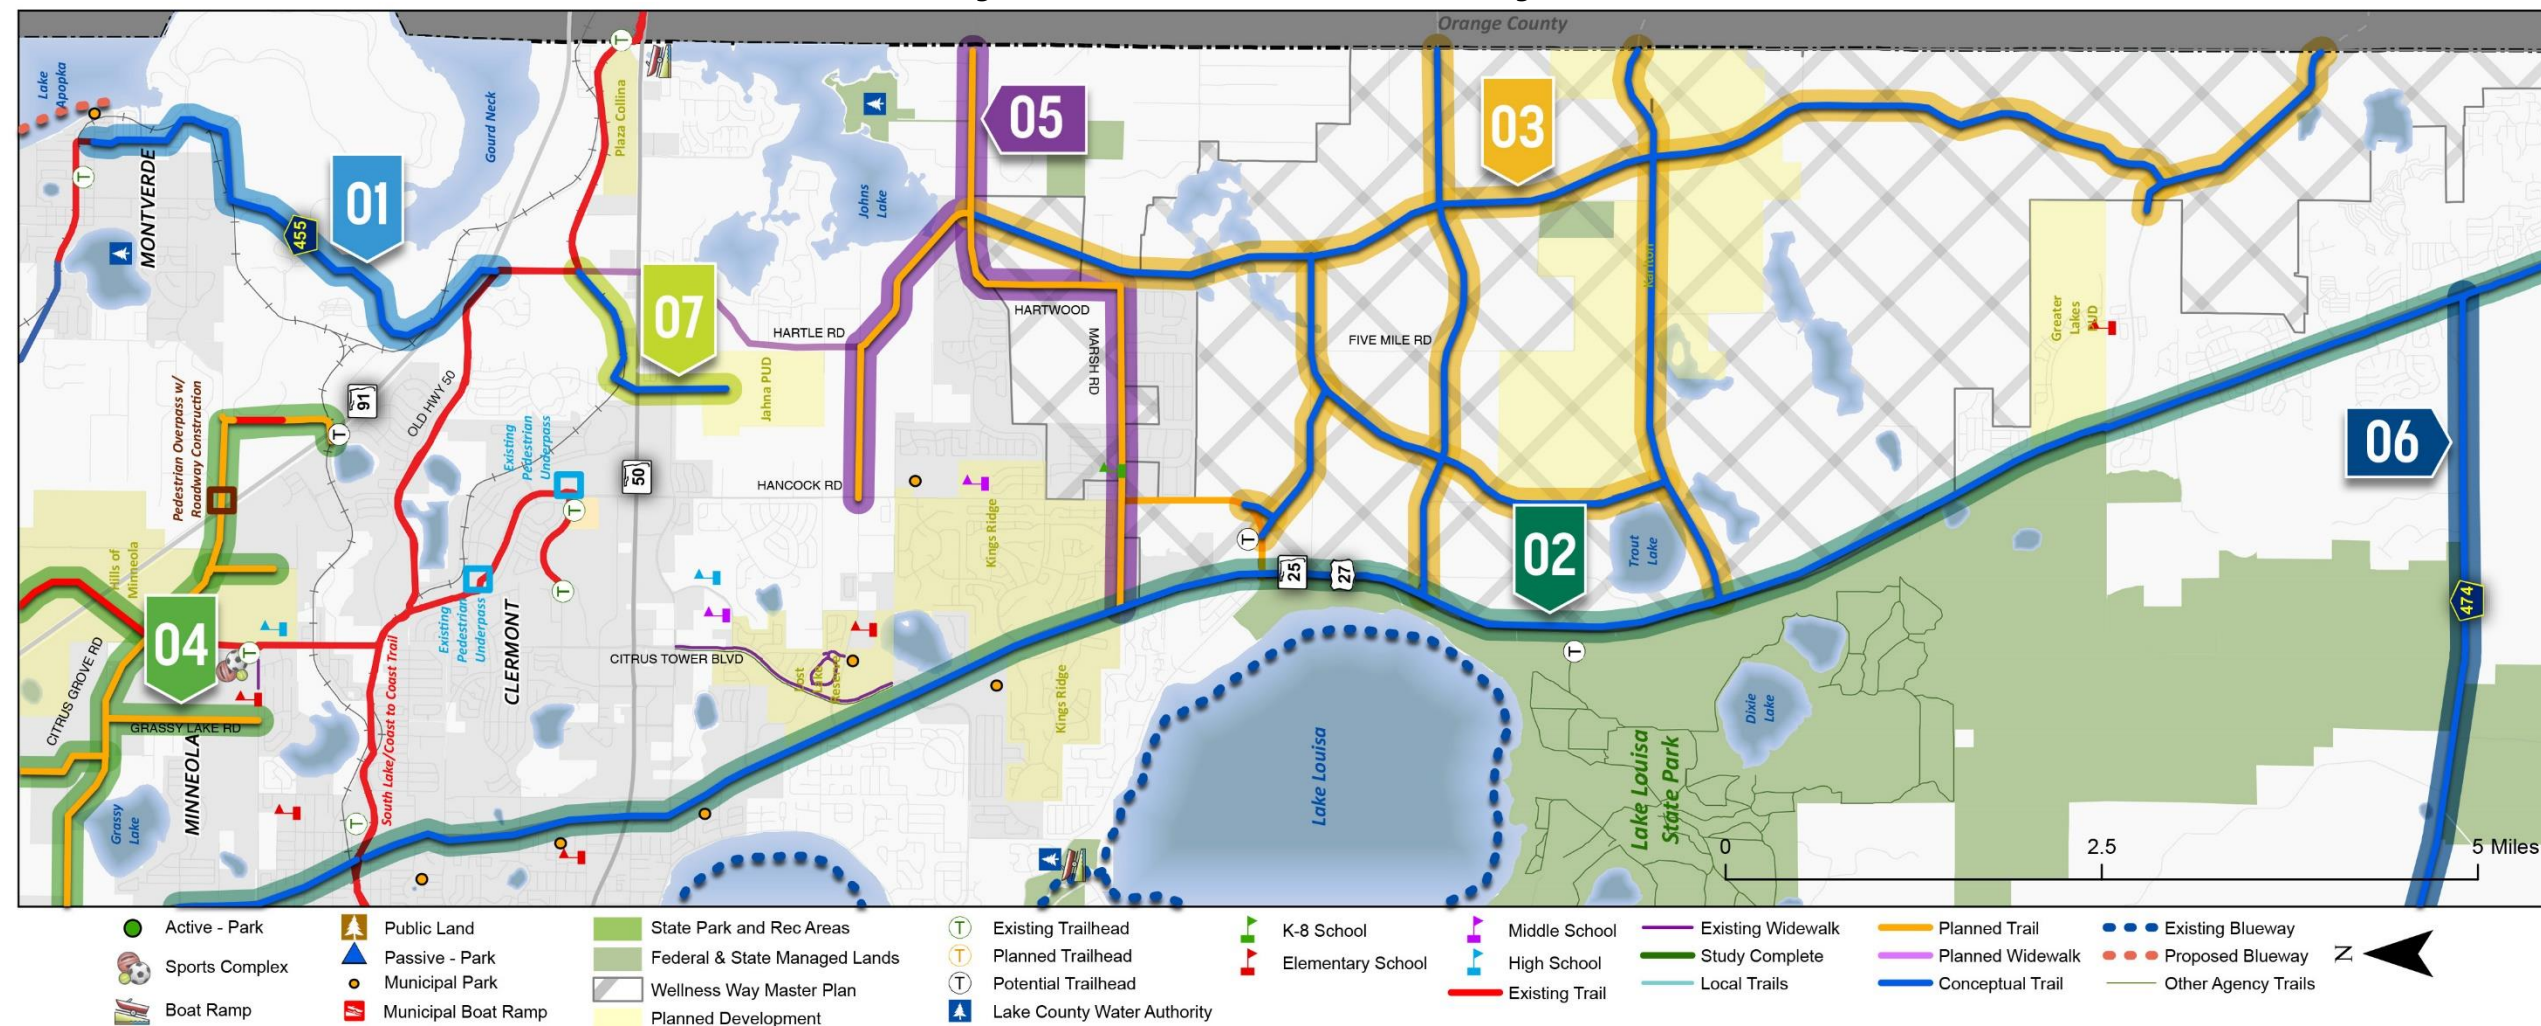 Orange County
Lake
Apopka
Gourd Neck
Plaza Collina
Johns
Lake
05
03
01
455
MONTVERDE
07
HARTLE RD
HARTWOOD
MARSH RD
FIVE MILE RD
Greater
Lakes
PUD
Jahna PUD
Pedestrian Overpass w/
Roadway Construction
91
OLD HWY 50
Existing
Pedestrian
Underpass
50
HANCOCK RD
Kings Ridge
06
02
Trout
Lake
25
27
474
Hills of
Minneola
04
Existing
Pedestrian
Underpass
CLERMONT
CITRUS GROVE RD
CITRUS TOWER BLVD
Lost
Lake
Reserve
Kings Ridge
GRASSY LAKE RD
MINNEOLA
South Lake/Coast to Coast Trail
Grassy
Lake
Lake Louisa
Dixie
Lake
Lake Louisa
State Park
0 2.5 5 Miles
T
T
T
T
T
T
T
T
T
Active - Park
Sports Complex
Boat Ramp
Public Land
Passive - Park
Municipal Park
Municipal Boat Ramp
State Park and Rec Areas
Federal & State Managed Lands
Wellness Way Master Plan
Planned Development
T Existing Trailhead
T Planned Trailhead
T Potential Trailhead
Lake County Water Authority
K-8 School
Elementary School
Middle School
High School
Existing Trail
Existing Widewalk
Study Complete
Local Trails
Planned Trail
Planned Widewalk
Conceptual Trail
Existing Blueway
Proposed Blueway
Other Agency Trails
N